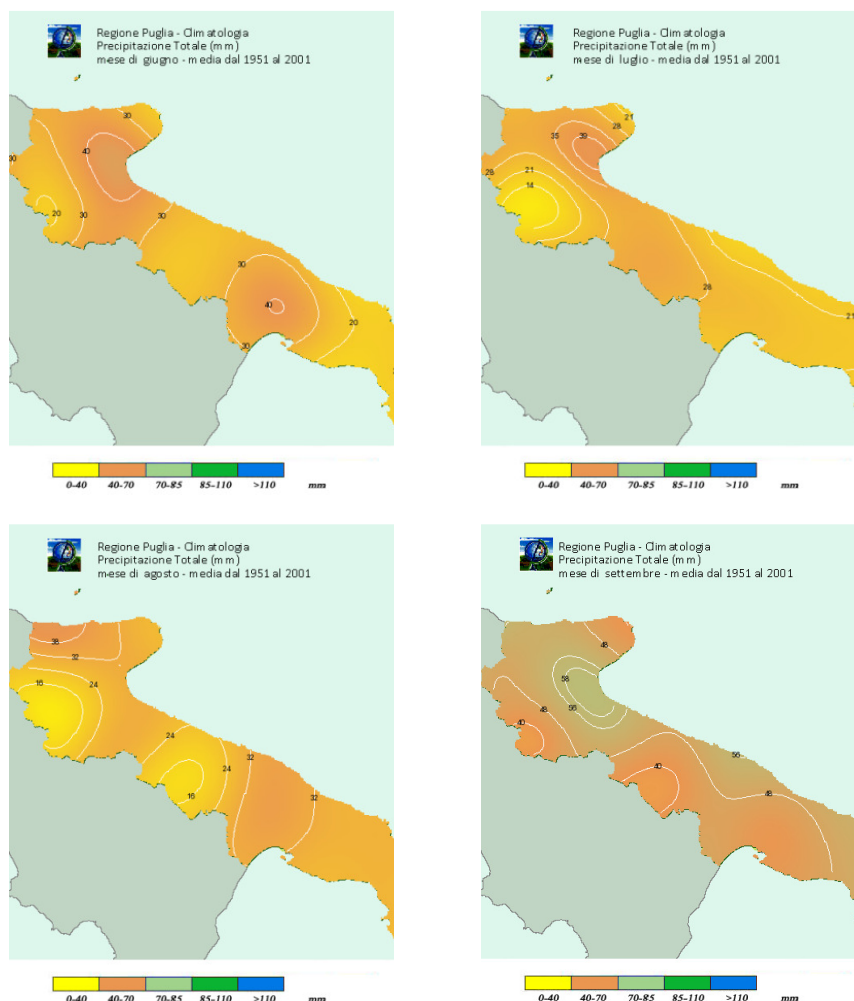 Regione Puglia - Climatologia
Precipitazione Totale (mm)
mese di giugno - media dal 1951 al 2001
30
40
30
20
30
30
30
40
20
30
0-40 40-70 70-85 85-110 >110 mm
Regione Puglia - Climatologia
Precipitazione Totale (mm)
mese di luglio - media dal 1951 al 2001
21
28
35
39
28
21
14
28
21
0-40 40-70 70-85 85-110 >110 mm
Regione Puglia - Climatologia
Precipitazione Totale (mm)
mese di agosto - media dal 1951 al 2001
38
32
24
16
24
32
24
16
32
0-40 40-70 70-85 85-110 >110 mm
Regione Puglia - Climatologia
Precipitazione Totale (mm)
mese di settembre - media dal 1951 al 2001
48
58
56
48
40
56
40
48
0-40 40-70 70-85 85-110 >110 mm